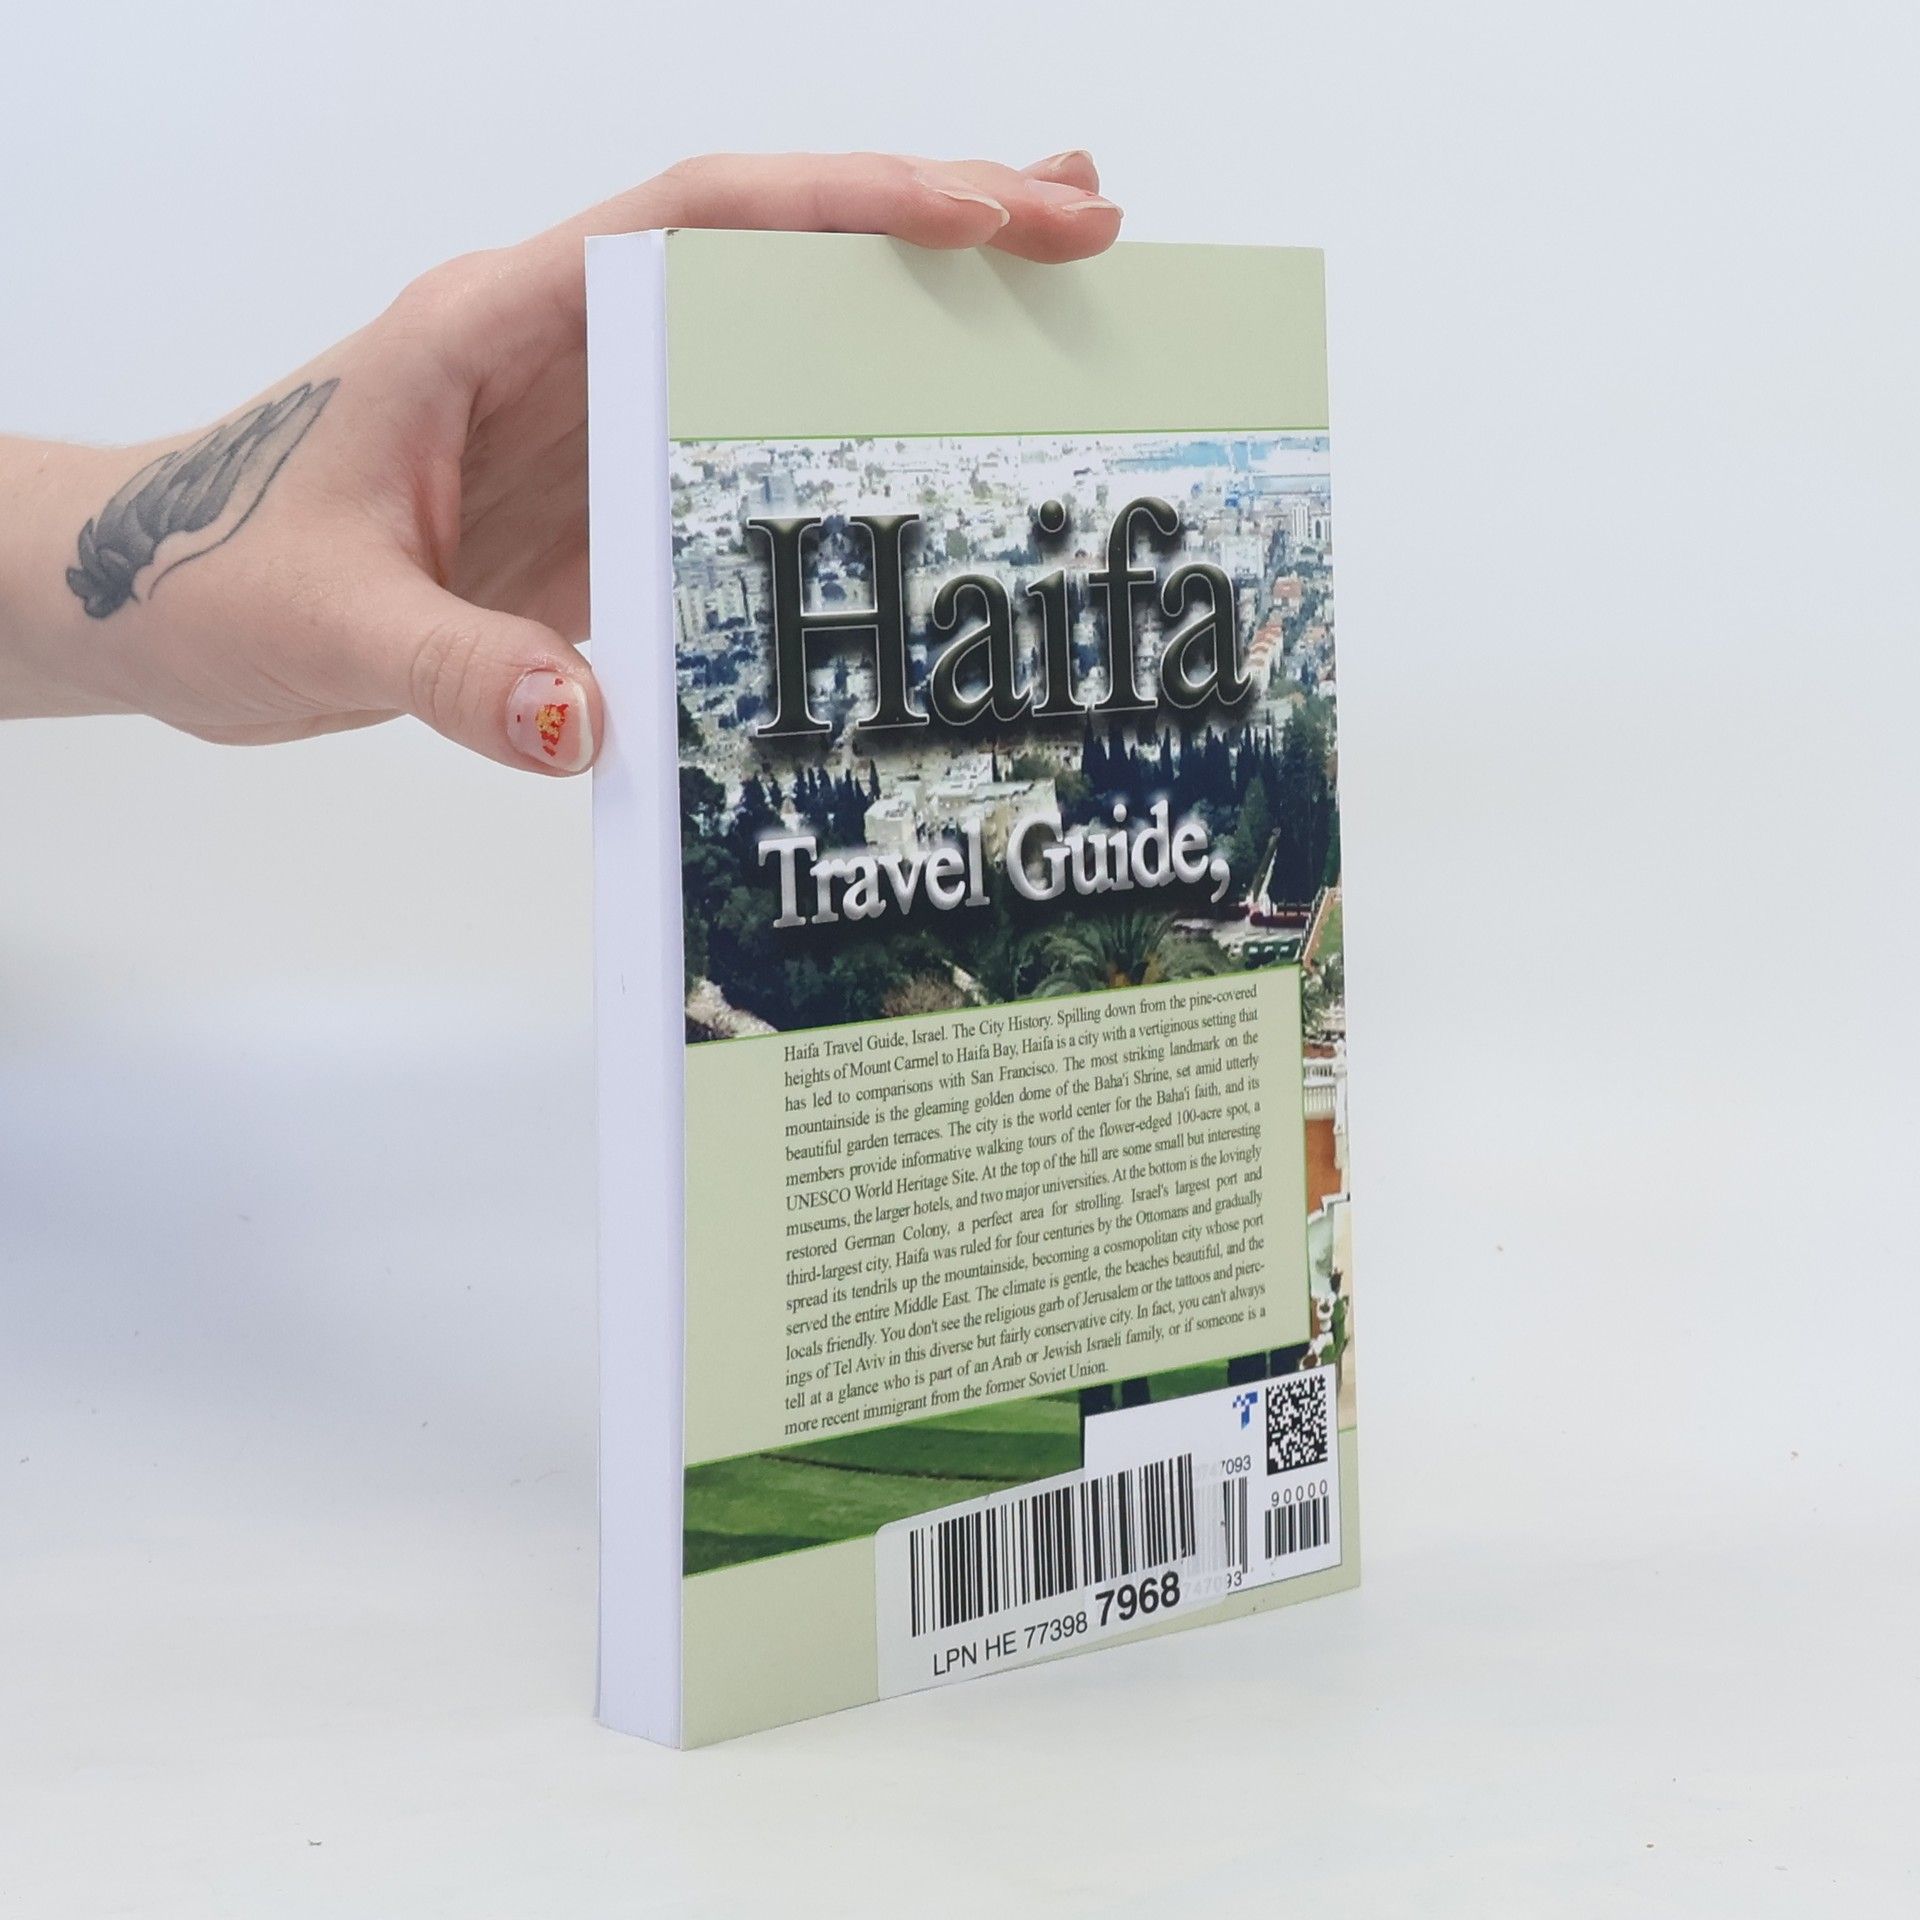 Haifa
Travel Guide,
Haifa Travel Guide, Israel. The City History. Spilling down from the pine-covered
heights of Mount Carmel to Haifa Bay, Haifa is a city with a vertiginous setting that
has led to comparisons with San Francisco. The most striking landmark on the
mountainside is the gleaming golden dome of the Baha'i Shrine, set amid utterly
beautiful garden terraces. The city is the world center for the Baha'i faith, and its
members provide informative walking tours of the flower-edged 100-acre spot, a
UNESCO World Heritage Site. At the top of the hill are some small but interesting
museums, the larger hotels, and two major universities. At the bottom is the lovingly
restored German Colony, a perfect area for strolling. Israel's largest port and
third-largest city, Haifa was ruled for four centuries by the Ottomans and gradually
spread its tendrils up the mountainside, becoming a cosmopolitan city whose port
served the entire Middle East. The climate is gentle, the beaches beautiful, and the
locals friendly. You don't see the religious garb of Jerusalem or the tattoos and pierc-
ings of Tel Aviv in this diverse but fairly conservative city. In fact, you can't always
tell at a glance who is part of an Arab or Jewish Israeli family, or if someone is a
more recent immigrant from the former Soviet Union.
747093
90000
747093
LPN HE 77398 7968